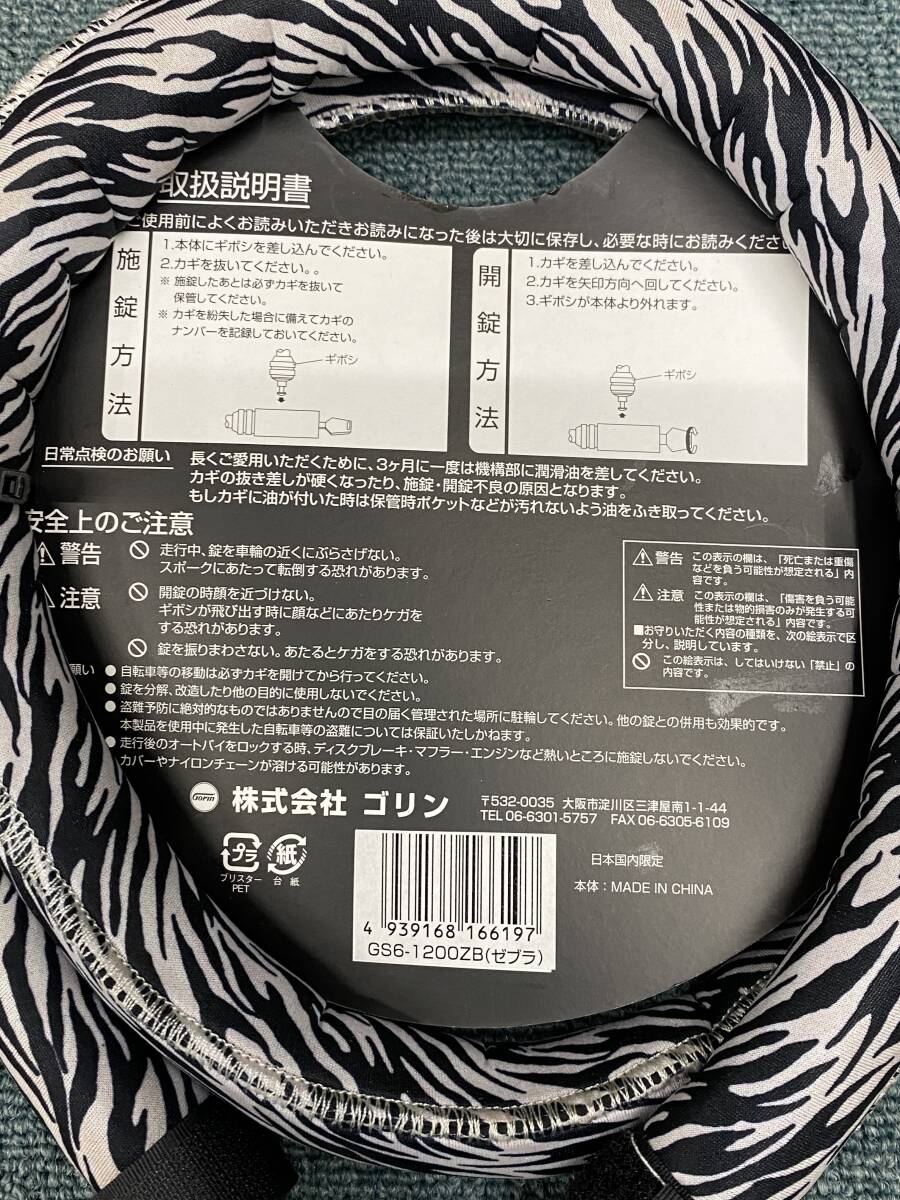 取扱説明書
ご使用前によくお読みいただきお読みになった後は大切に保存し、必要な時にお読みください
施錠方法
1.本体にギボシを差し込んでください。
2.カギを抜いてください。。
※ 施錠したあとは必ずカギを抜いて
保管してください。
※ カギを紛失した場合に備えてカギの
ナンバーを記録しておいてください。
ギボシ
開錠方法
1.カギを差し込んでください。
2.カギを矢印方向へ回してください。
3.ギボシが本体より外れます。
ギボシ
日常点検のお願い
長くご愛用いただくために、3ヶ月に一度は機構部に潤滑油を差してください。
カギの抜き差しが硬くなったり、施錠・開錠不良の原因となります。
もしカギに油が付いた時は保管時ポケットなどが汚れないよう油をふき取ってください。
安全上のご注意
警告
走行中、錠を車輪の近くにぶらさげない。
スポークにあたって転倒する恐れがあります。
注意
開錠の時顔を近づけない。
ギボシが飛び出す時に顔などにあたりケガを
する恐れがあります。
錠を振りまわさない。あたるとケガをする恐れがあります。
願い
● 自転車等の移動は必ずカギを開けてから行ってください。
● 錠を分解、改造したり他の目的に使用しないでください。
● 盗難予防に絶対的なものではありませんので目の届く管理された場所に駐輪してください。他の錠との併用も効果的です。
本製品を使用中に発生した自転車等の盗難については保証いたしかねます。
● 走行後のオートバイをロックする時、ディスクブレーキ・マフラー・エンジンなど熱いところに施錠しないでください。
カバーやナイロンチェーンが溶ける可能性があります。
警告 この表示の欄は、「死亡または重傷
などを負う可能性が想定される」内
容です。
注意 この表示の欄は、「傷害を負う可能
性または物的損害のみが発生する可
能性が想定される」内容です。
■お守りいただく内容の種類を、次の絵表示で区
分し、説明しています。
この絵表示は、してはいけない「禁止」の
内容です。
GORIN
株式会社 ゴリン
〒532-0035 大阪市淀川区三津屋南1-1-44
TEL 06-6301-5757 FAX 06-6305-6109
プラ
ブリスター
PET
紙
台 紙
日本国内限定
本体：MADE IN CHINA
4 939168 166197
GS6-1200ZB(ゼブラ)